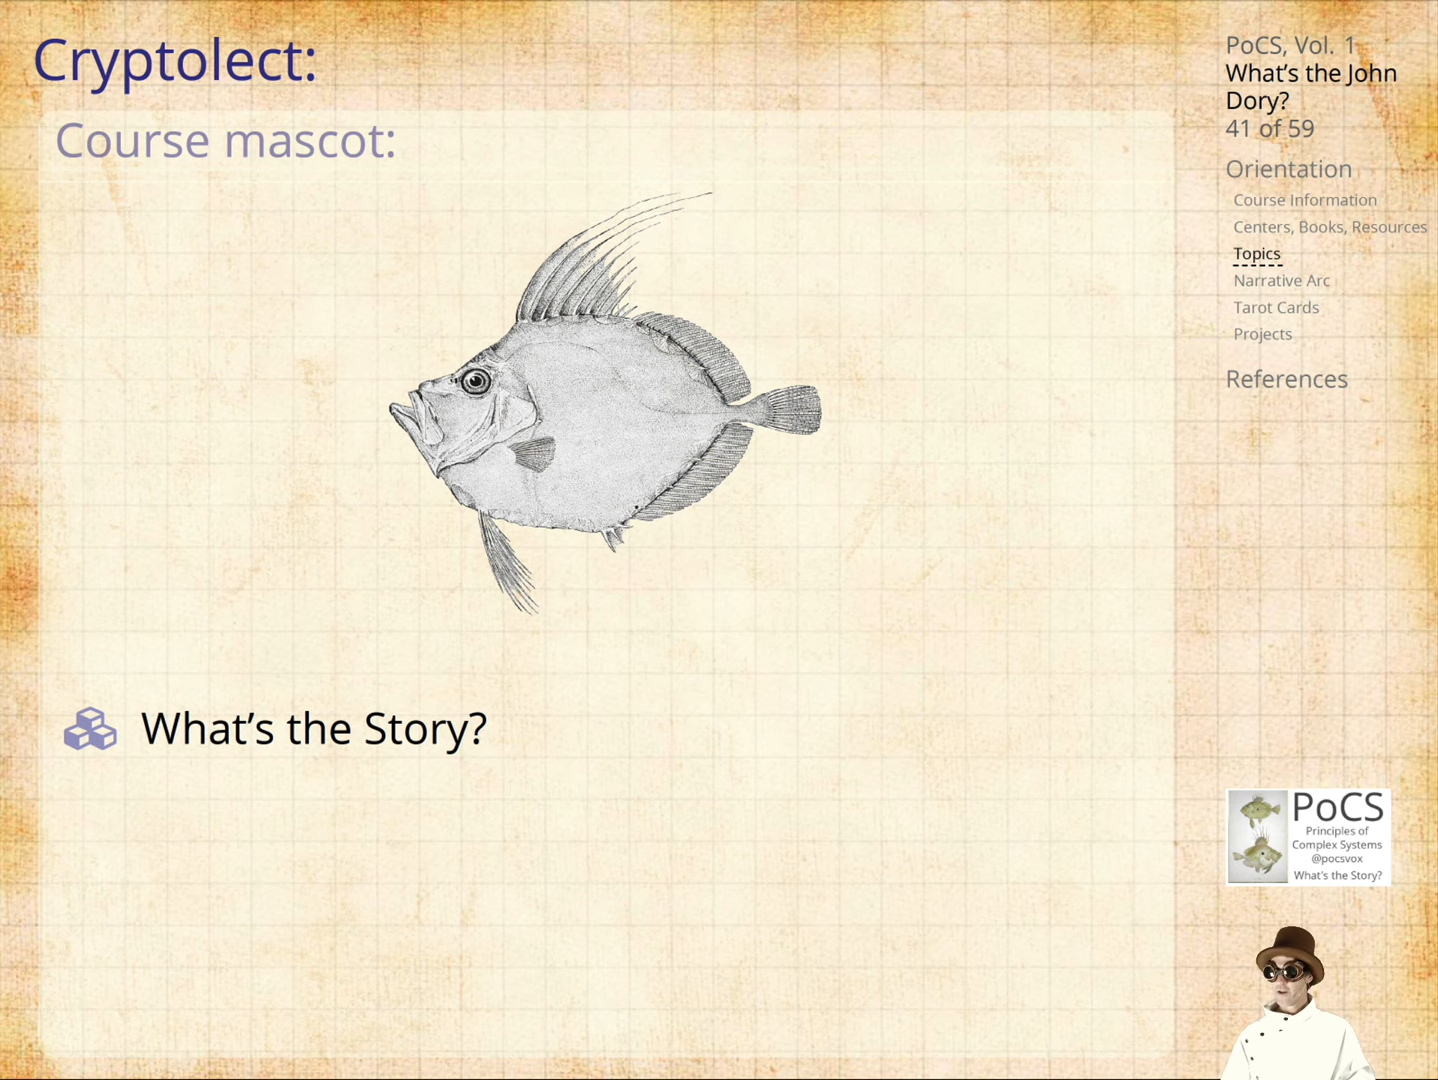 Cryptolect:
Course mascot:
What’s the Story?
PoCS, Vol. 1
What’s the John
Dory?
41 of 59
Orientation
Course Information
Centers, Books, Resources
Topics
Narrative Arc
Tarot Cards
Projects
References
PoCS
Principles of
Complex Systems
@pocsvox
What's the Story?